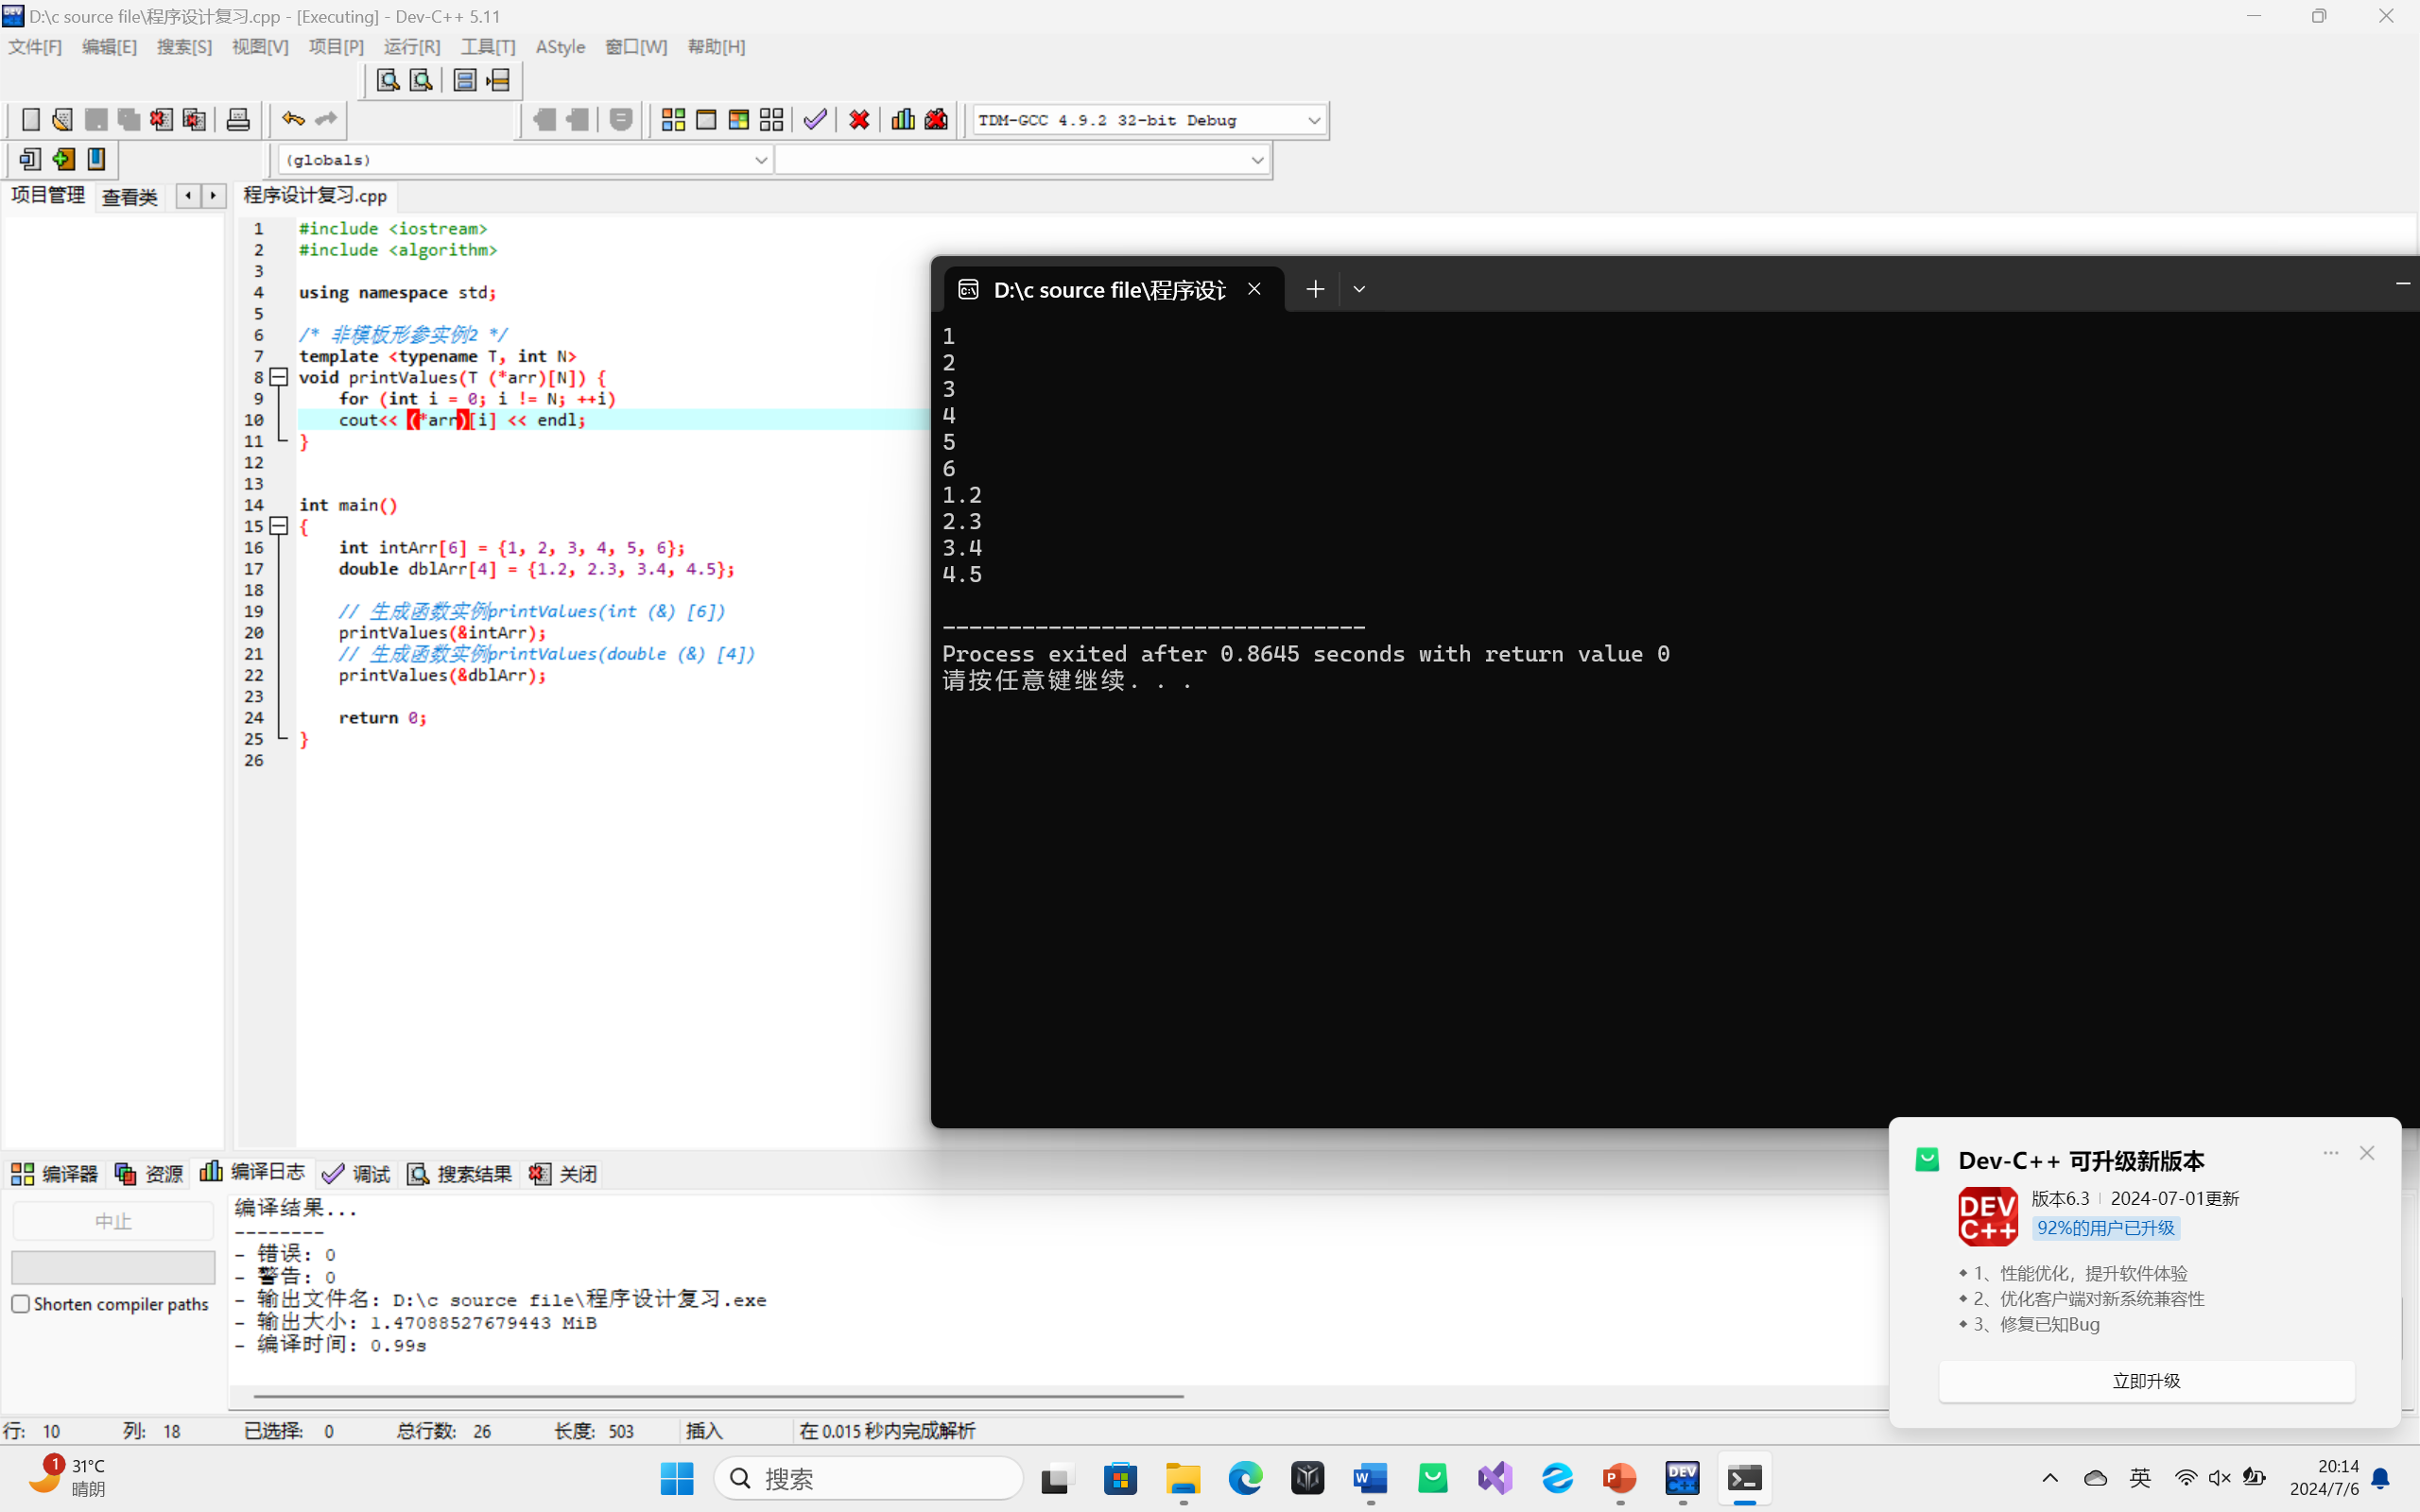 D:\c source file\程序设计复习.cpp - [Executing] - Dev-C++ 5.11
文件[F] 编辑[E] 搜索[S] 视图[V] 项目[P] 运行[R] 工具[T] AStyle 窗口[W] 帮助[H]
TDM-GCC 4.9.2 32-bit Debug
(globals)
项目管理 查看类 程序设计复习.cpp
1 #include <iostream>
2 #include <algorithm>
3
4 using namespace std;
5
6 /* 非模板形参实例2 */
7 template <typename T, int N>
8 void printValues(T (*arr)[N]) {
9 for (int i = 0; i != N; ++i)
10 cout<< (*arr)[i] << endl;
11 }
12
13
14 int main()
15 {
16 int intArr[6] = {1, 2, 3, 4, 5, 6};
17 double dblArr[4] = {1.2, 2.3, 3.4, 4.5};
18
19 // 生成函数实例printValues(int (&) [6])
20 printValues(&intArr);
21 // 生成函数实例printValues(double (&) [4])
22 printValues(&dblArr);
23
24 return 0;
25 }
26
D:\c source file\程序设计
1
2
3
4
5
6
1.2
2.3
3.4
4.5
--------------------------------
Process exited after 0.8645 seconds with return value 0
请按任意键继续. . .
编译器 资源 编译日志 调试 搜索结果 关闭
中止
Shorten compiler paths
编译结果...
--------
- 错误: 0
- 警告: 0
- 输出文件名: D:\c source file\程序设计复习.exe
- 输出大小: 1.47088527679443 MiB
- 编译时间: 0.99s
Dev-C++ 可升级新版本
DEV C++
版本6.3 | 2024-07-01更新
92%的用户已升级
1、性能优化，提升软件体验
2、优化客户端对新系统兼容性
3、修复已知Bug
立即升级
行: 10 列: 18 已选择: 0 总行数: 26 长度: 503 插入 在 0.015 秒内完成解析
1
31°C
晴朗
搜索
英
20:14
2024/7/6